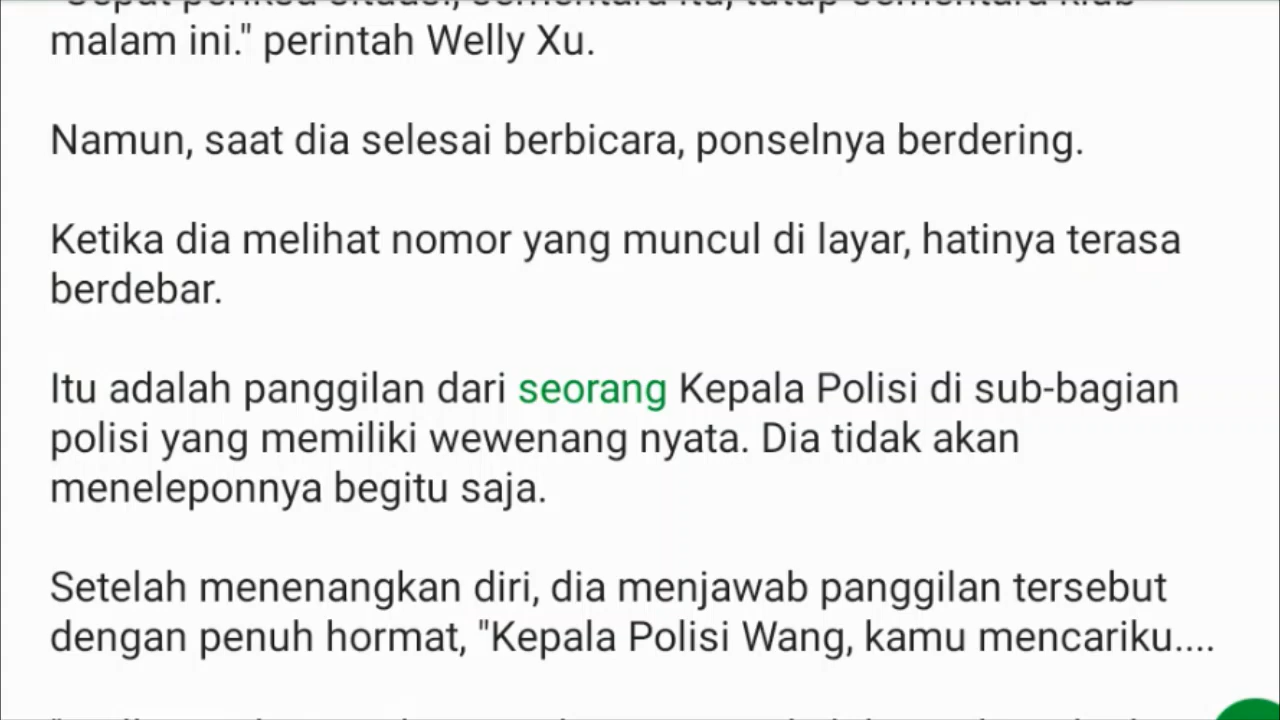 malam ini." perintah Welly Xu.
Namun, saat dia selesai berbicara, ponselnya berdering.
Ketika dia melihat nomor yang muncul di layar, hatinya terasa
berdebar.
Itu adalah panggilan dari seorang Kepala Polisi di sub-bagian
polisi yang memiliki wewenang nyata. Dia tidak akan
meneleponnya begitu saja.
Setelah menenangkan diri, dia menjawab panggilan tersebut
dengan penuh hormat, "Kepala Polisi Wang, kamu mencariku....